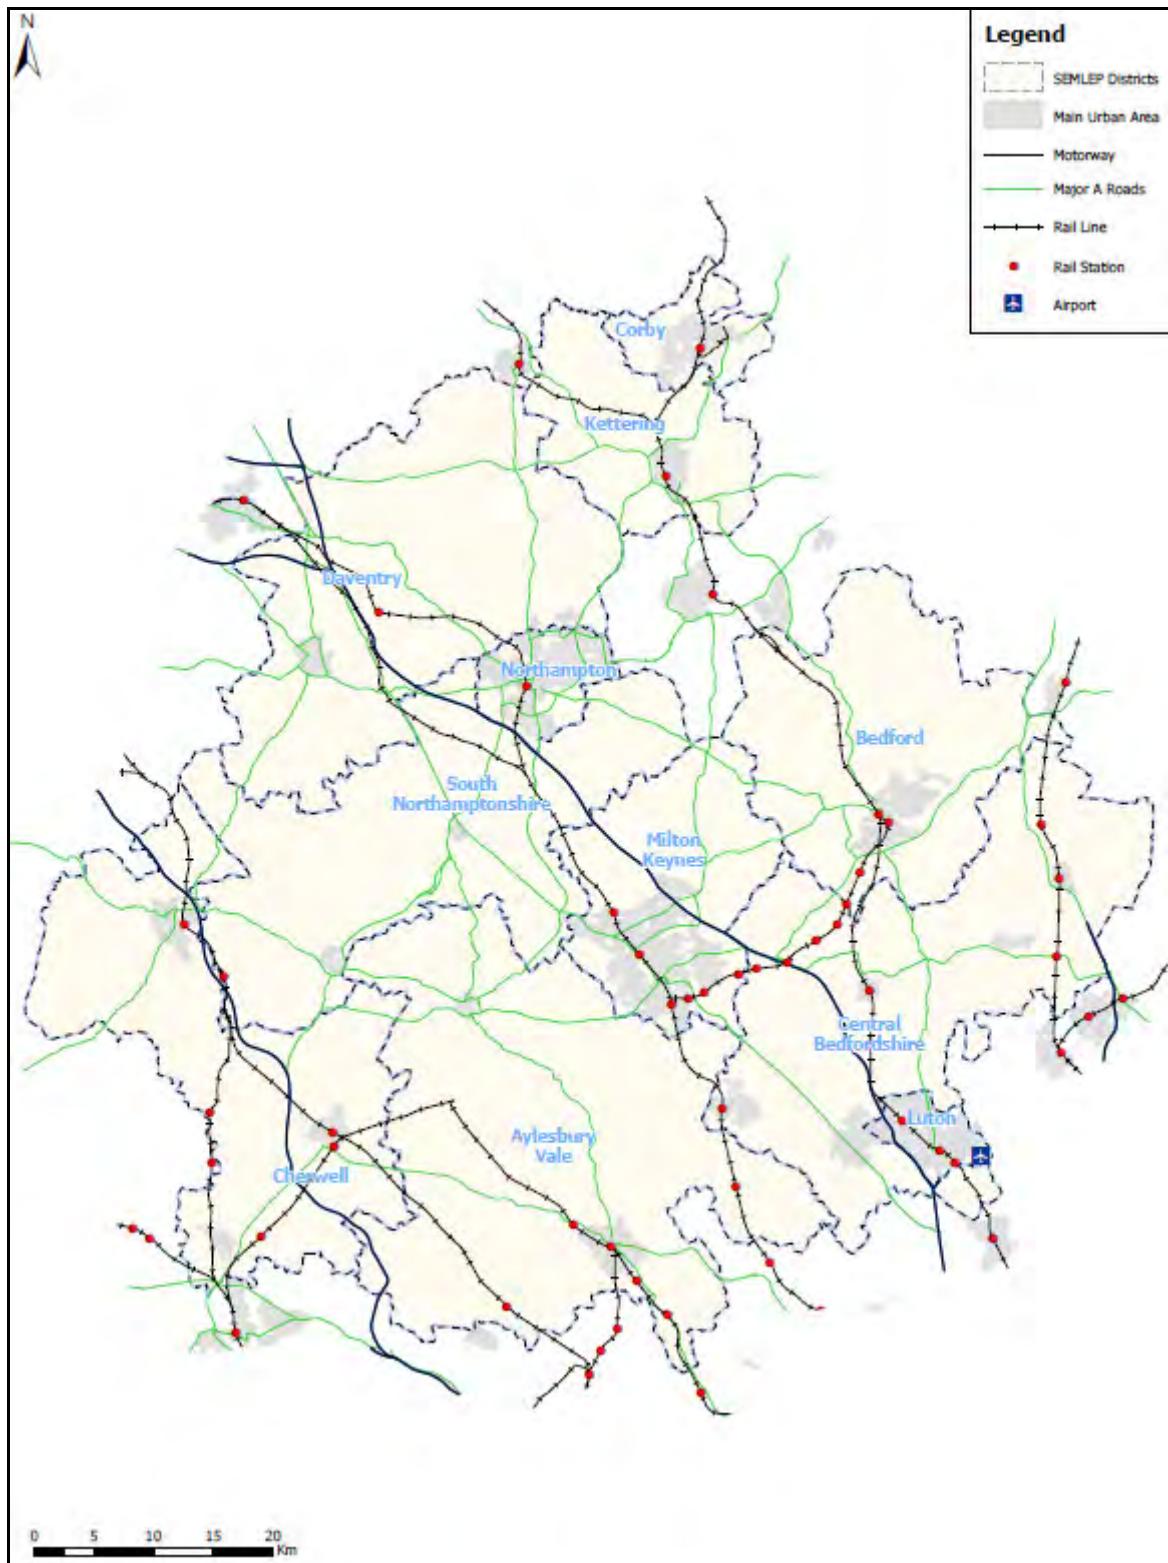 N
Legend
SEMLEP Districts
Main Urban Area
Motorway
Major A Roads
Rail Line
Rail Station
Airport
Corby
Kettering
Daventry
Northampton
Bedford
South
Northamptonshire
Milton
Keynes
Central
Bedfordshire
Luton
Aylesbury
Vale
Cherwell
0 5 10 15 20
Km